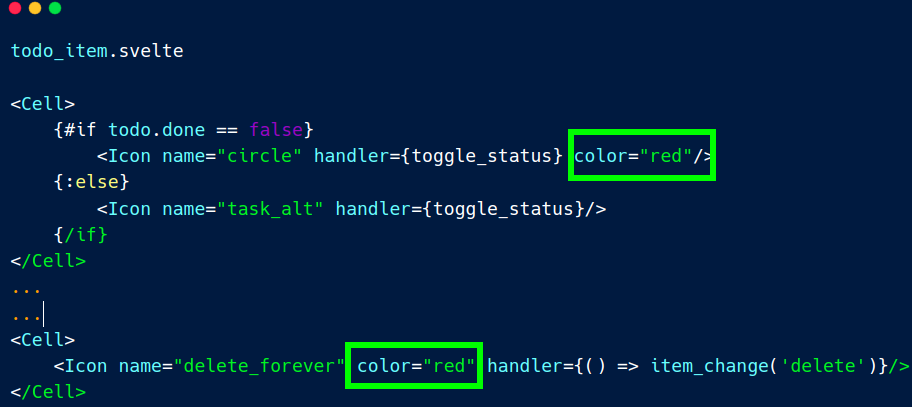 todo_item.svelte
<Cell>
{#if todo.done == false}
<Icon name="circle" handler={toggle_status} color="red"/>
{:else}
<Icon name="task_alt" handler={toggle_status}/>
{/if}
</Cell>
...
...
<Cell>
<Icon name="delete_forever" color="red" handler={() => item_change('delete')}/>
</Cell>